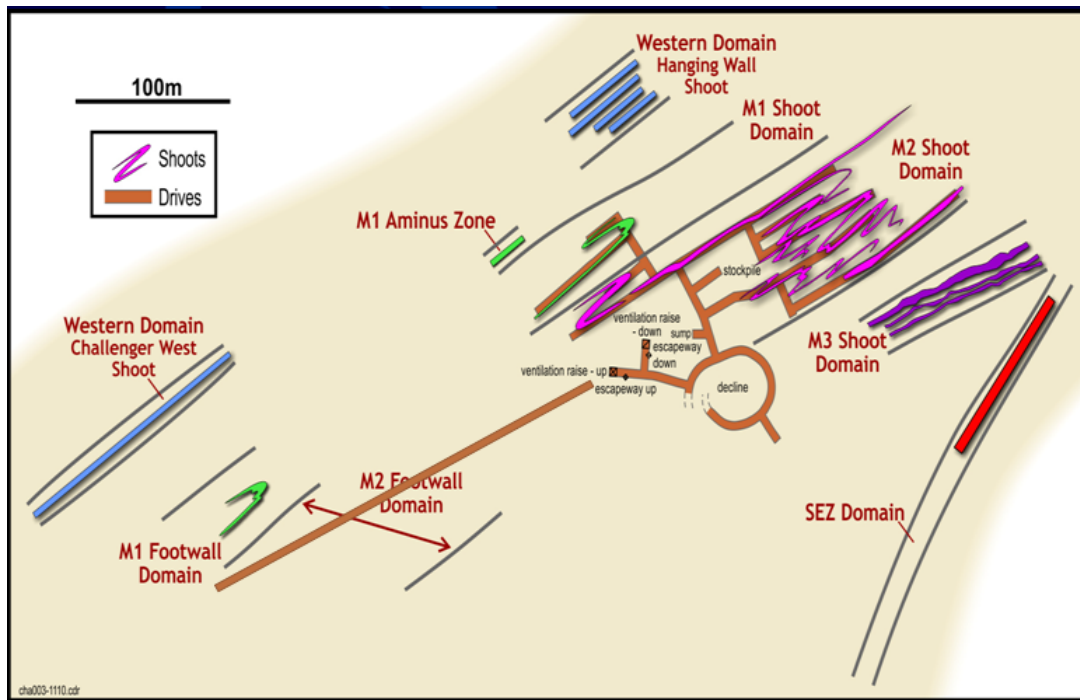 Western Domain
Hanging Wall
Shoot
100m
M1 Shoot
Domain
M2 Shoot
Domain
Shoots
Drives
M1 Aminus Zone
stockpile
ventilation raise
- down
sump
escapeway
down
M3 Shoot
Domain
Western Domain
Challenger West
Shoot
ventilation raise - up
escapeway up
decline
M2 Footwall
Domain
SEZ Domain
M1 Footwall
Domain
cha003-1110.cdr